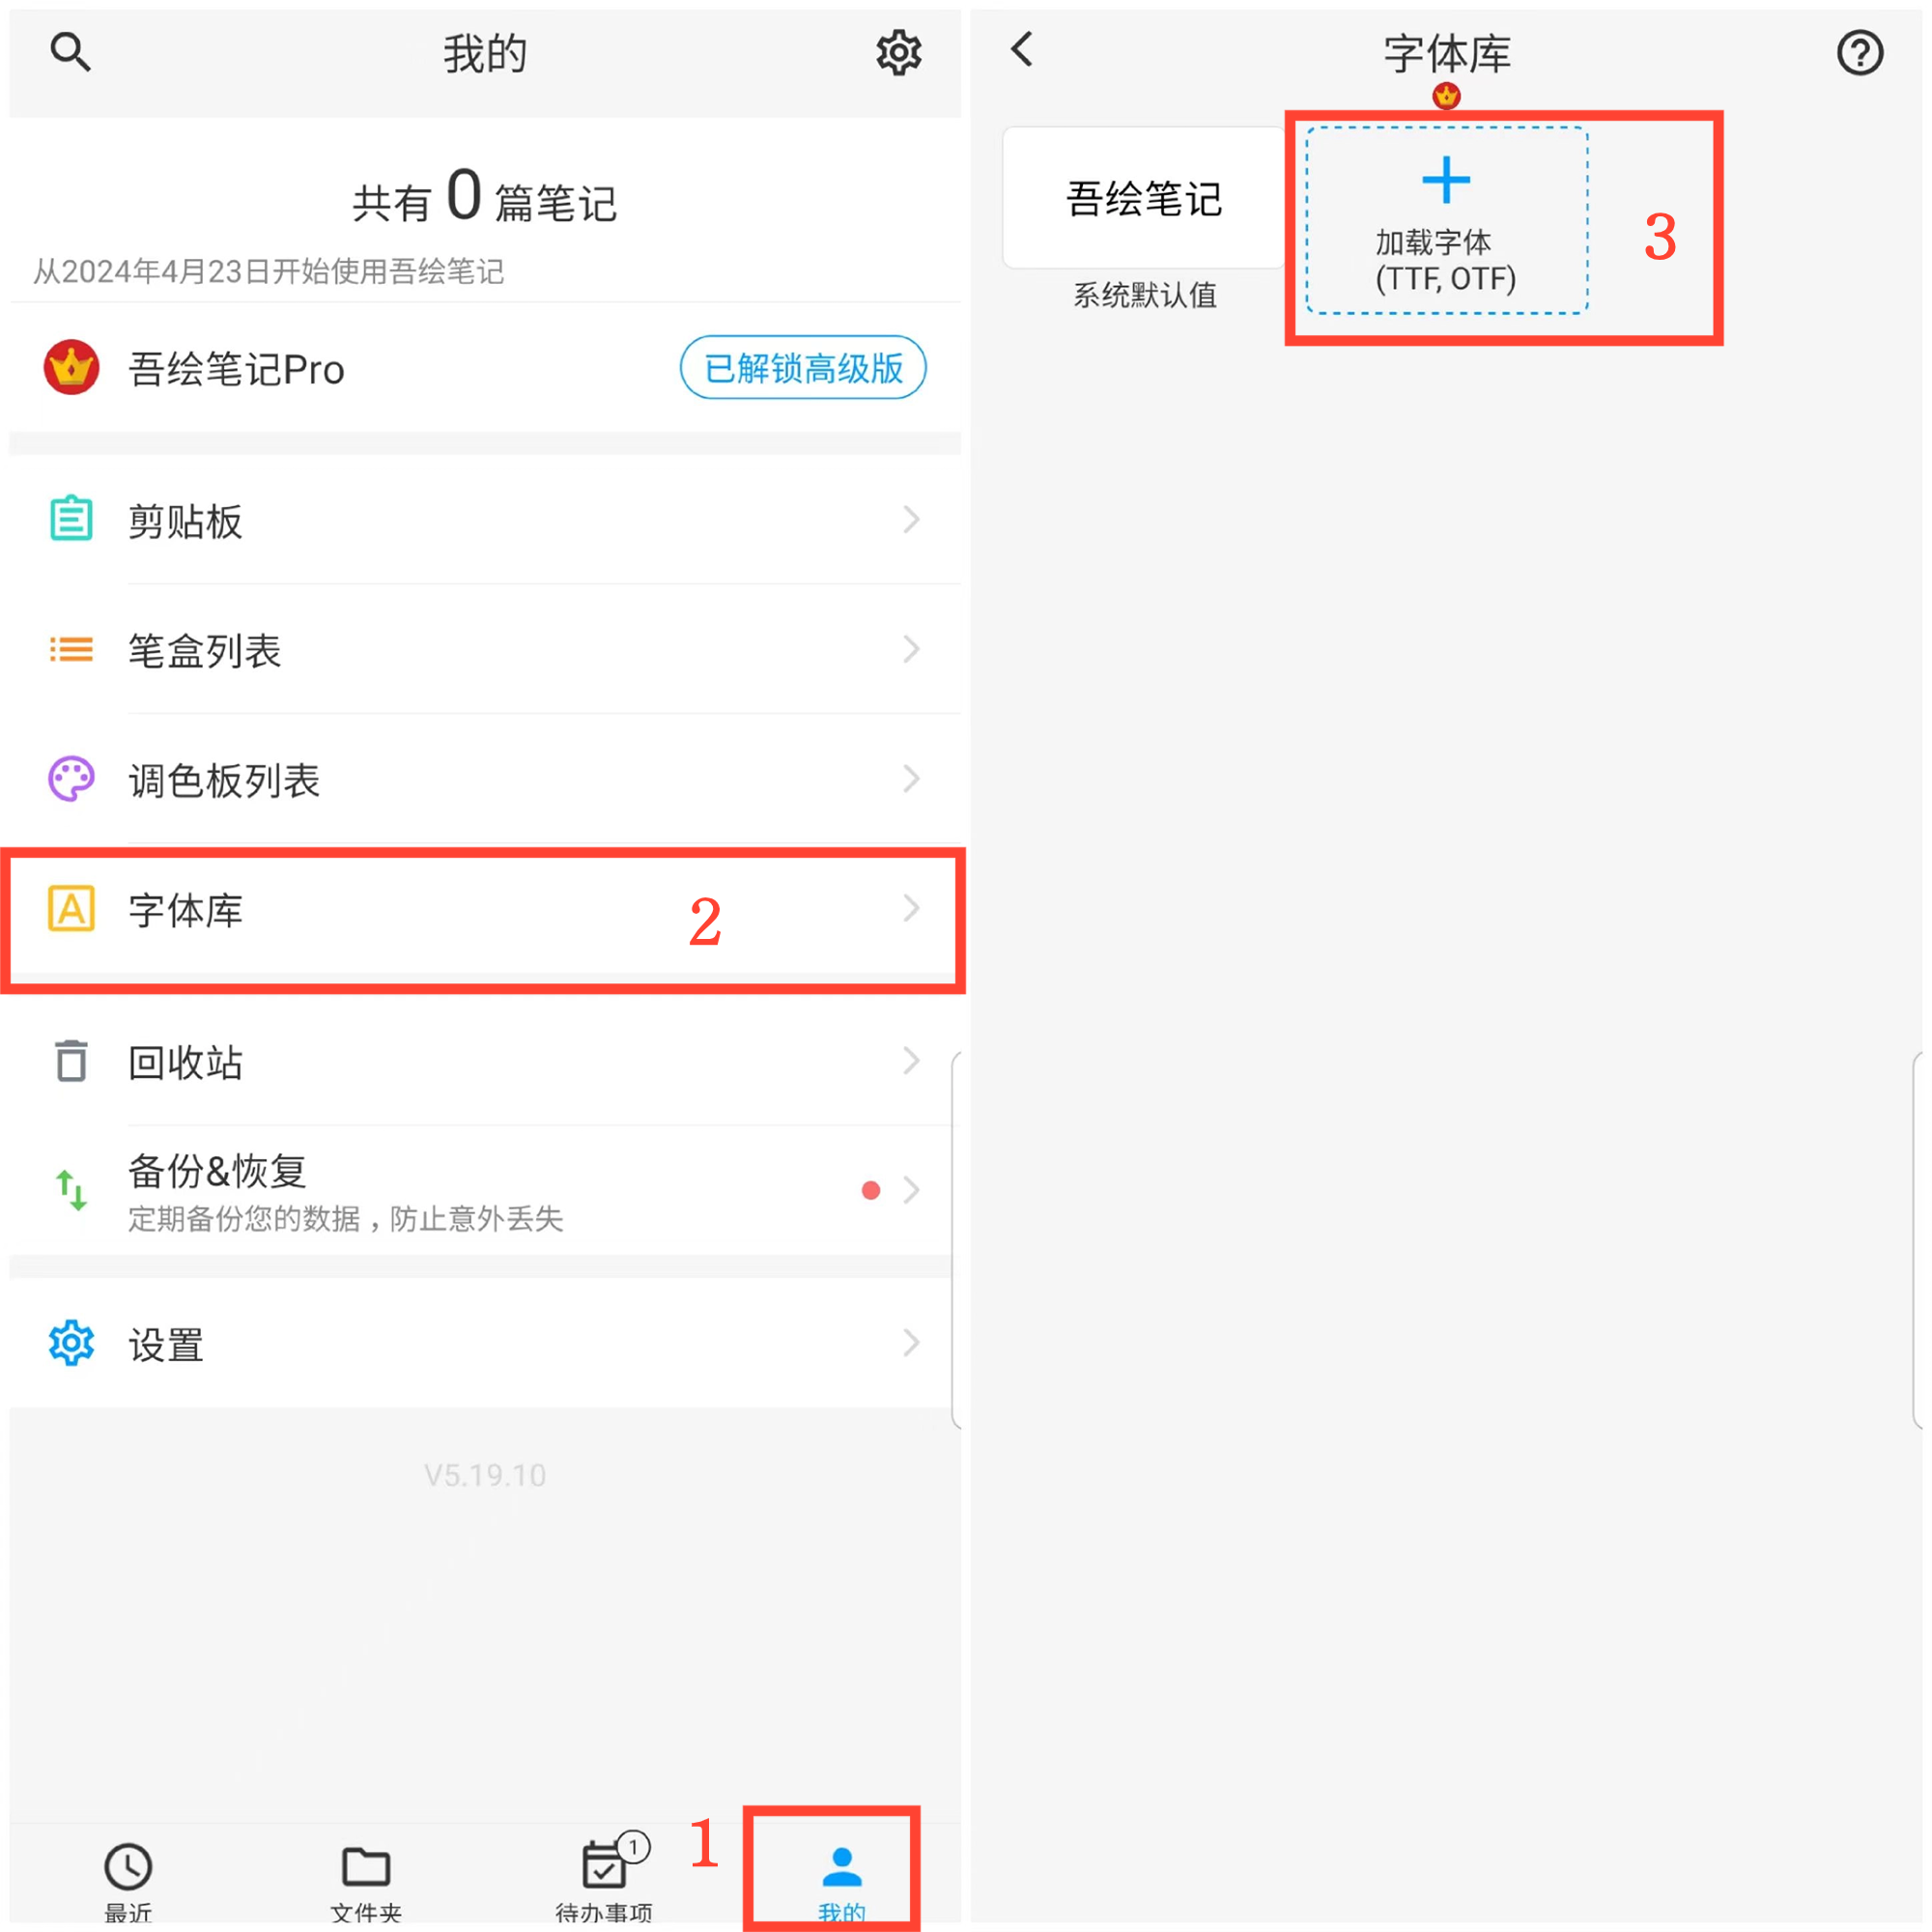 我的
共有 0 篇笔记
从2024年4月23日开始使用吾绘笔记
吾绘笔记Pro
已解锁高级版
剪贴板
笔盒列表
调色板列表
A
字体库
2
回收站
备份&恢复
定期备份您的数据，防止意外丢失
设置
V5.19.10
1
1
最近
文件夹
待办事项
我的
字体库
?
吾绘笔记
系统默认值
加载字体
(TTF, OTF)
3